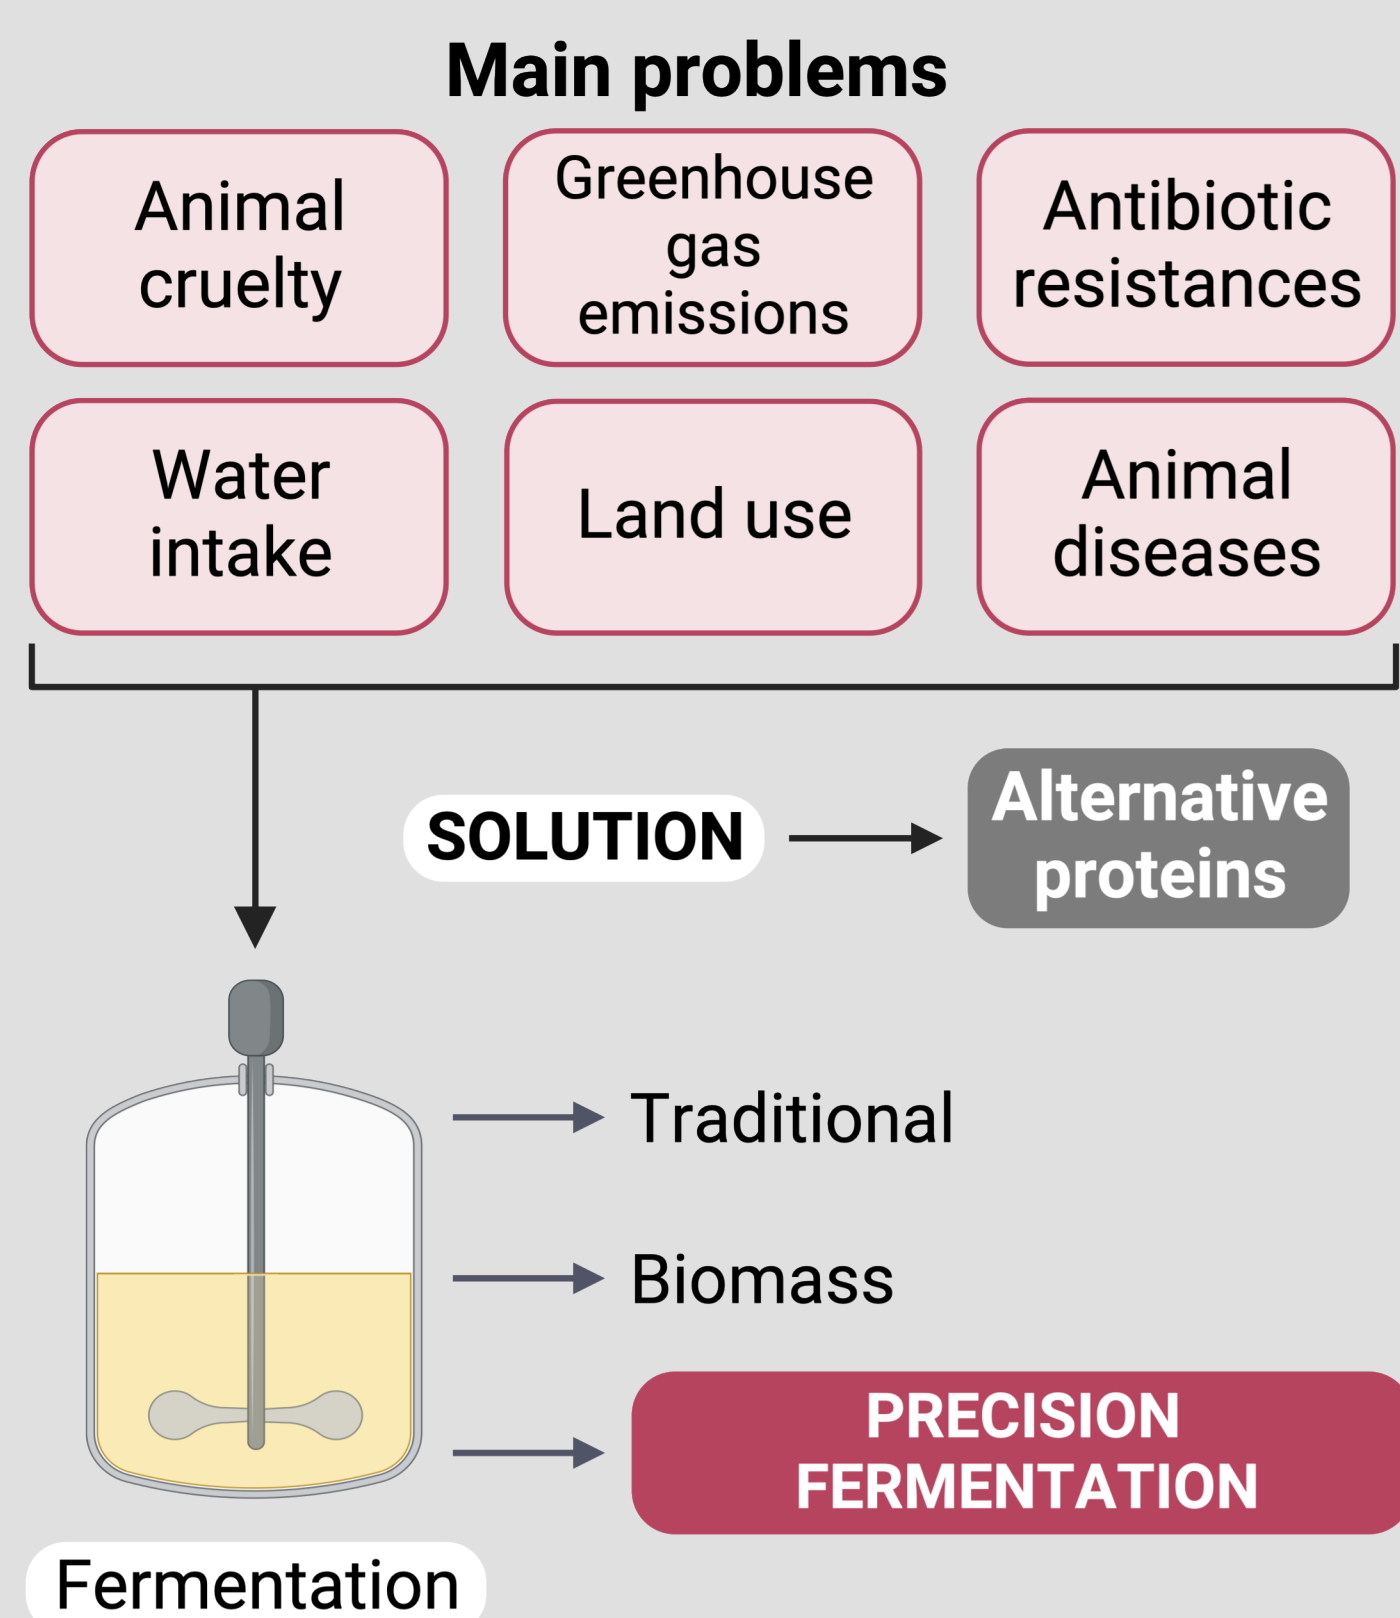 Main problems
Animal
cruelty
Greenhouse
gas
emissions
Antibiotic
resistances
Water
intake
Land use
Animal
diseases
SOLUTION
Alternative
proteins
Traditional
Biomass
PRECISION
FERMENTATION
Fermentation